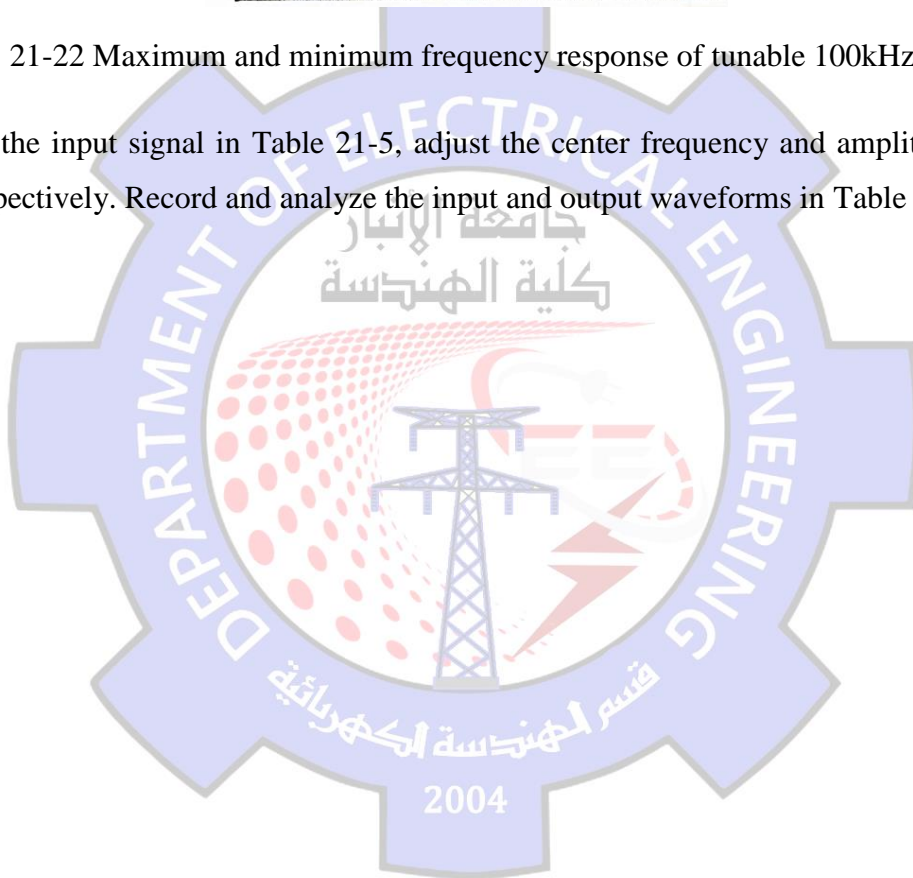 21-22 Maximum and minimum frequency response of tunable 100kHz
the input signal in Table 21-5, adjust the center frequency and amplit
pectively. Record and analyze the input and output waveforms in Table
DEPARTMENT OF ELECTRICAL ENGINEERING
جامعة الأنبار
كلية الهندسة
EE
قسم الهندسة الكهربائية
2004